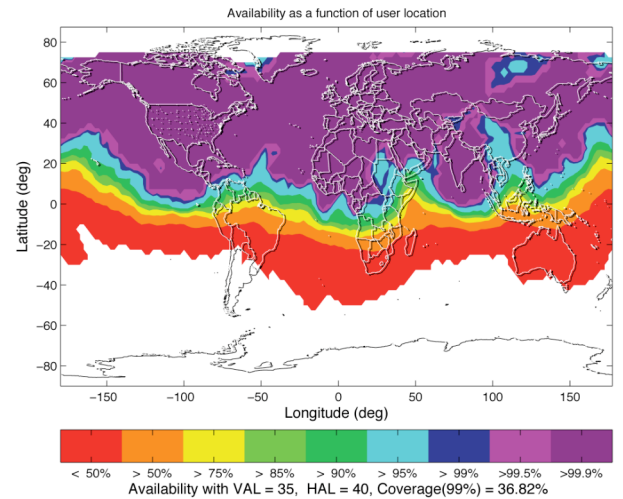 Availability as a function of user location
80
60
40
20
0
−20
−40
−60
−80
Latitude (deg)
−150 −100 −50 0 50 100 150
Longitude (deg)
< 50% > 50% > 75% > 85% > 90% > 95% > 99% >99.5% >99.9%
Availability with VAL = 35, HAL = 40, Coverage(99%) = 36.82%